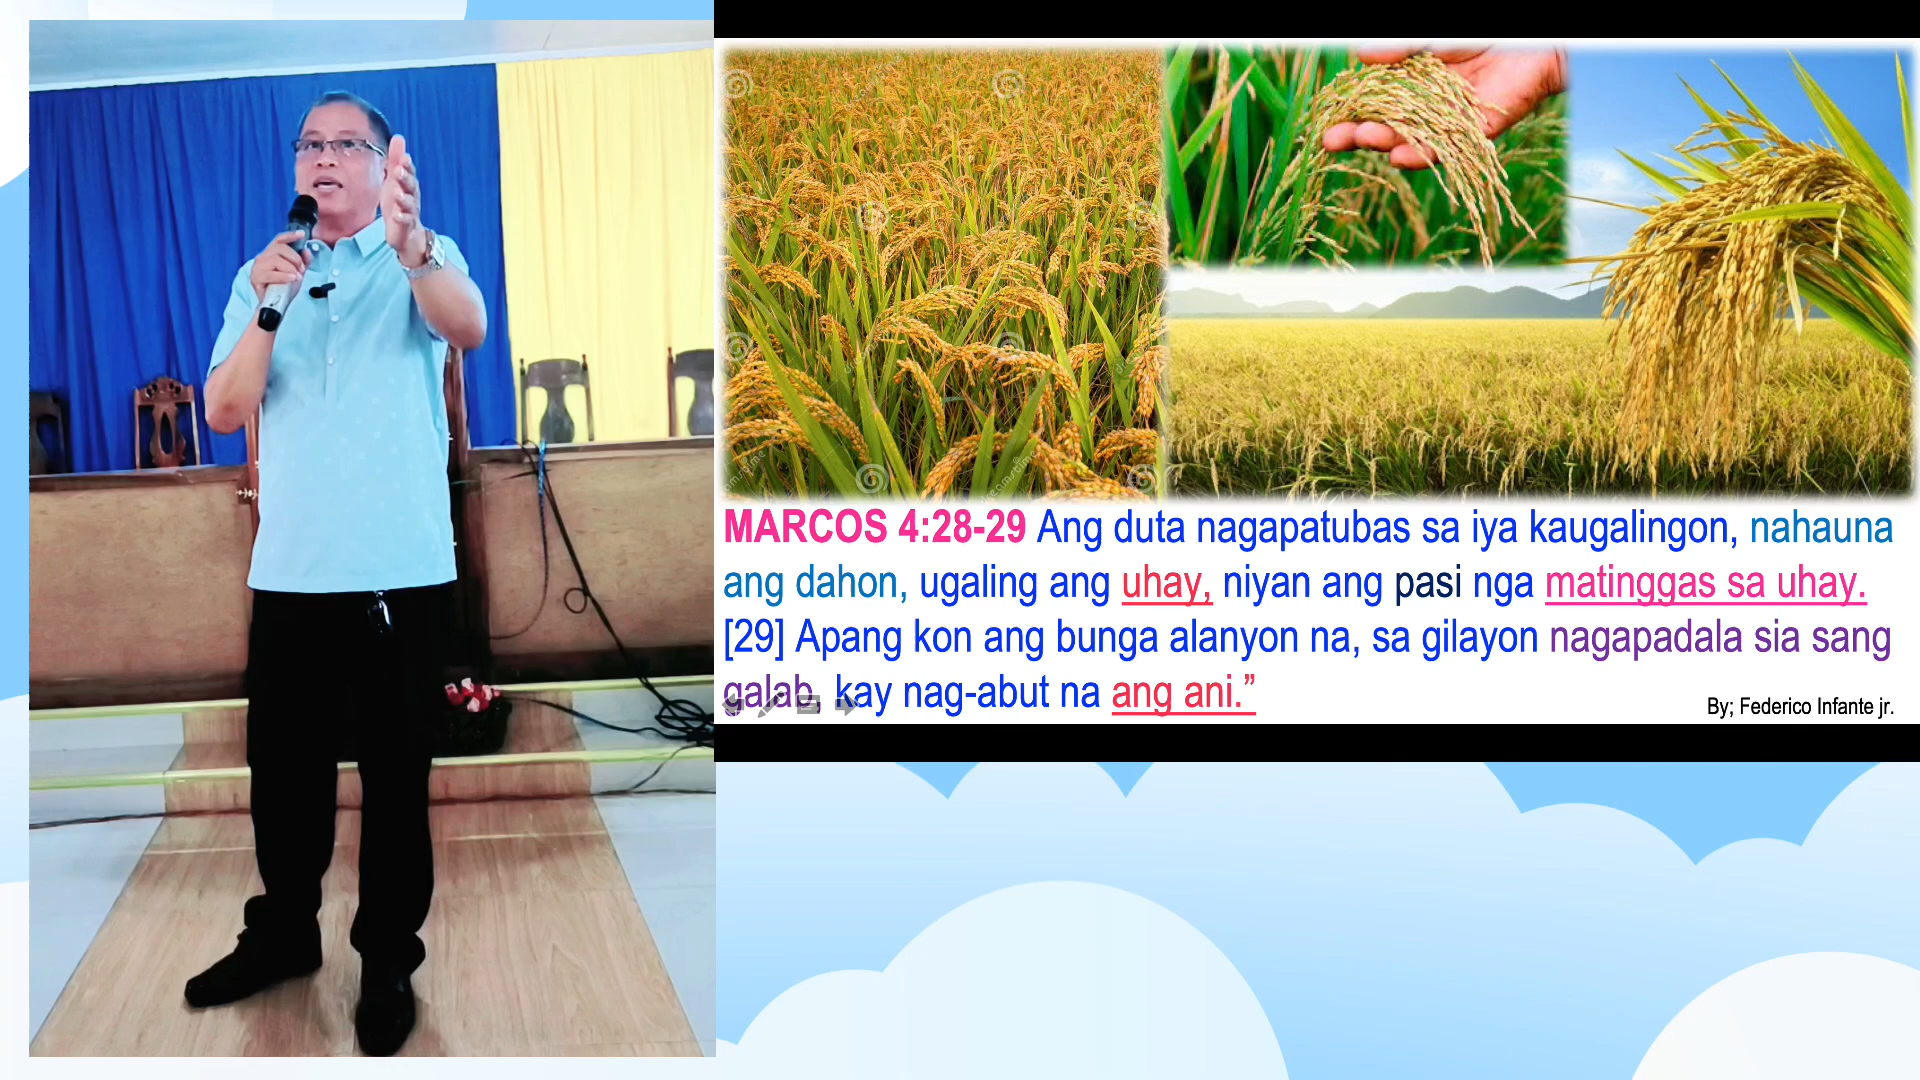 MARCOS 4:28-29 Ang duta nagapatubas sa iya kaugalingon, nahauna
ang dahon, ugaling ang uhay, niyan ang pasi nga matinggas sa uhay.
[29] Apang kon ang bunga alanyon na, sa gilayon nagapadala sia sang
galab, kay nag-abut na ang ani.”
By; Federico Infante jr.